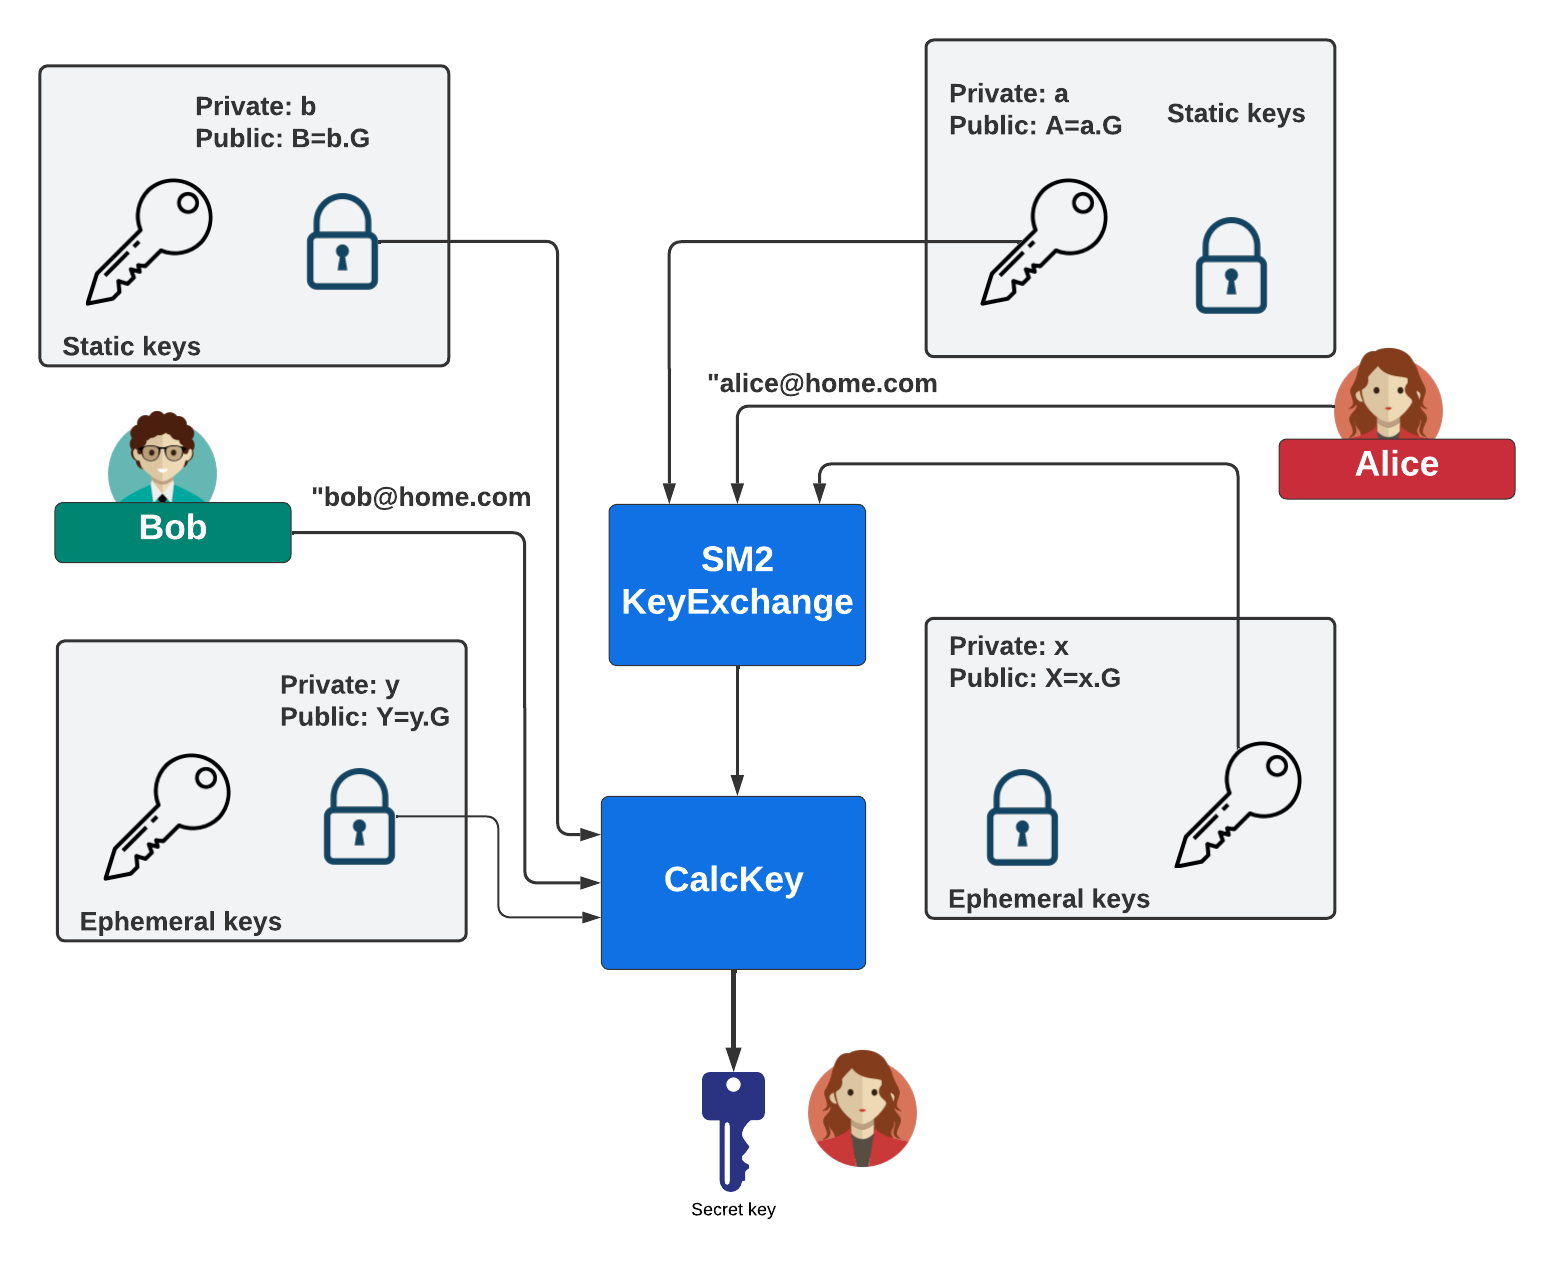 Private: b
Public: B=b.G
Static keys
Private: a
Public: A=a.G
Static keys
"alice@home.com
Alice
"bob@home.com
Bob
SM2
KeyExchange
Private: y
Public: Y=y.G
Ephemeral keys
Private: x
Public: X=x.G
Ephemeral keys
CalcKey
Secret key